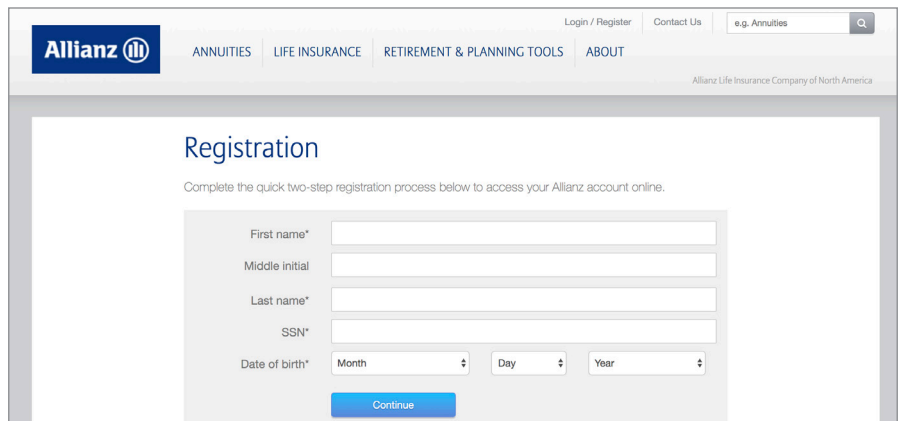 Login / Register Contact Us e.g. Annuities
Allianz
ANNUITIES LIFE INSURANCE RETIREMENT & PLANNING TOOLS ABOUT
Allianz Life Insurance Company of North America
Registration
Complete the quick two-step registration process below to access your Allianz account online.
First name*
Middle initial
Last name*
SSN*
Date of birth* Month Day Year
Continue